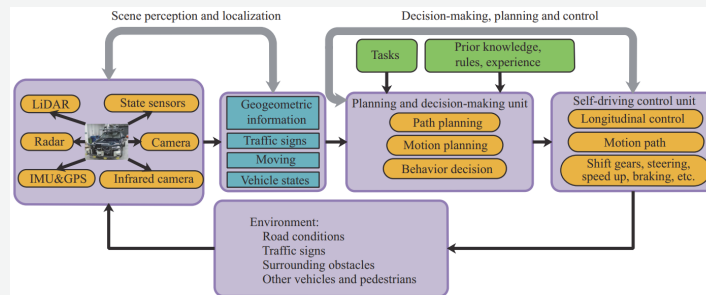 Scene perception and localization
Decision-making, planning and control
Tasks
Prior knowledge,
rules, experience
LiDAR
State sensors
Radar
Camera
IMU&GPS
Infrared camera
Geogeometric
information
Traffic signs
Moving
Vehicle states
Planning and decision-making unit
Path planning
Motion planning
Behavior decision
Self-driving control unit
Longitudinal control
Motion path
Shift gears, steering,
speed up, braking, etc.
Environment:
Road conditions
Traffic signs
Surrounding obstacles
Other vehicles and pedestrians